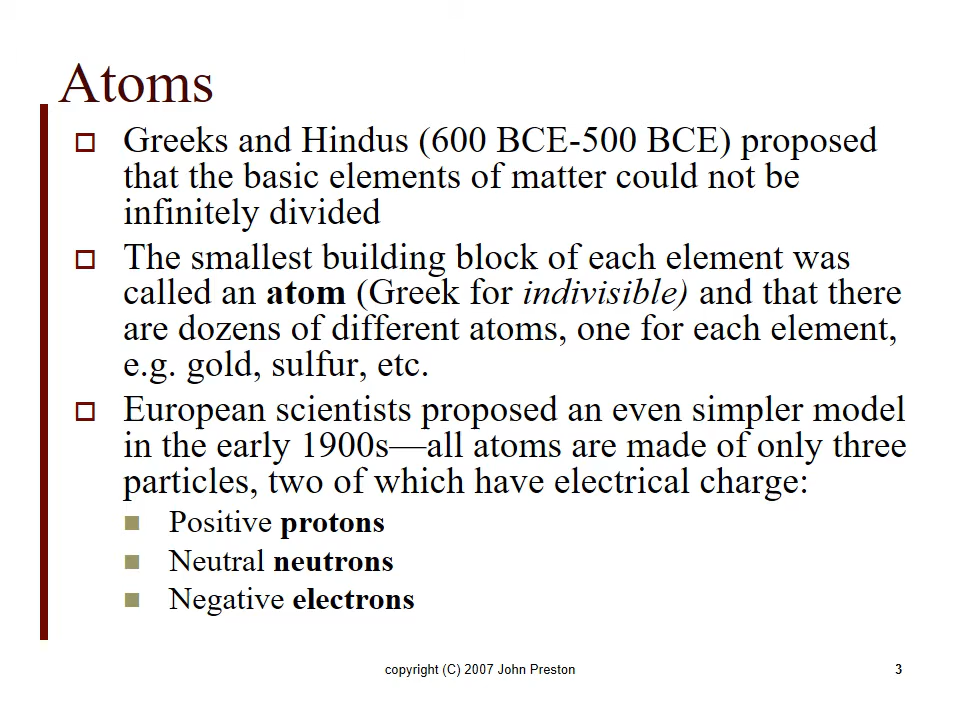 Atoms
Greeks and Hindus (600 BCE-500 BCE) proposed
that the basic elements of matter could not be
infinitely divided
The smallest building block of each element was
called an atom (Greek for indivisible) and that there
are dozens of different atoms, one for each element,
e.g. gold, sulfur, etc.
European scientists proposed an even simpler model
in the early 1900s—all atoms are made of only three
particles, two of which have electrical charge:
Positive protons
Neutral neutrons
Negative electrons
copyright (C) 2007 John Preston
3